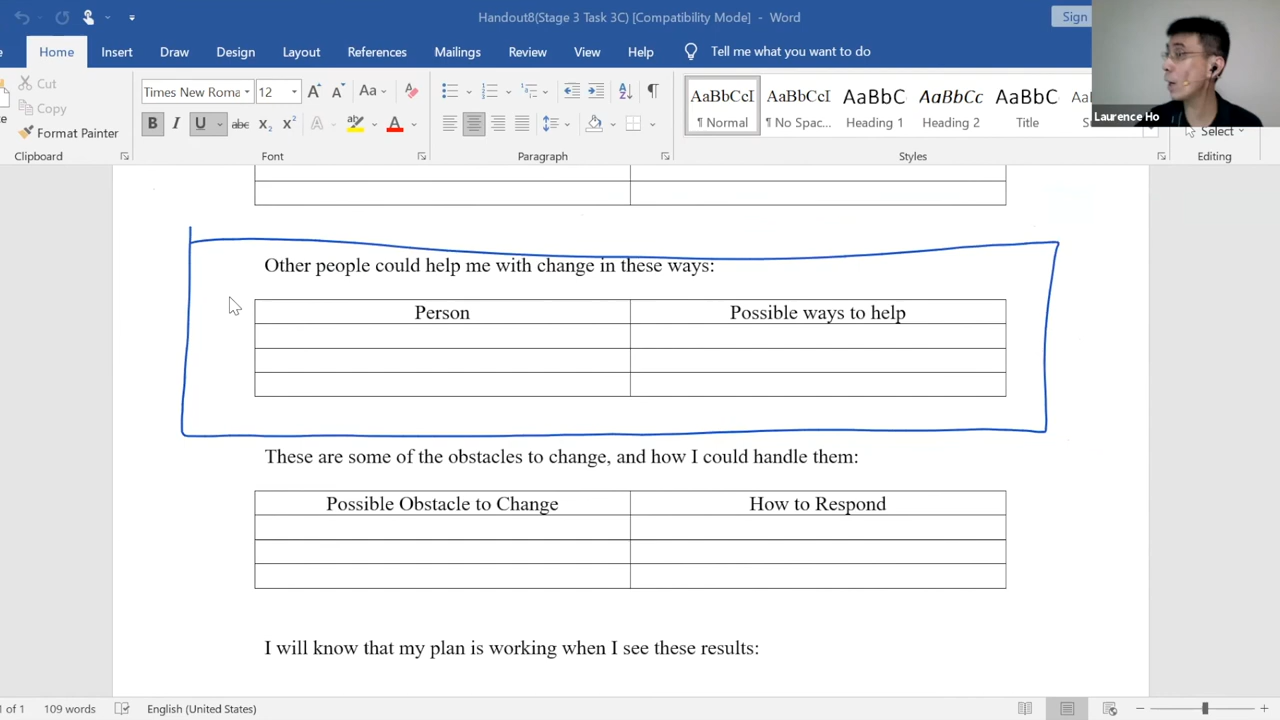 Handout8(Stage 3 Task 3C) [Compatibility Mode] - Word
Sign
Home Insert Draw Design Layout References Mailings Review View Help Tell me what you want to do
Cut
Copy
Format Painter
Clipboard
Times New Roma 12
Font
Paragraph
AaBbCcI AaBbCcI AaBbC AaBbCc AaBbC
¶ Normal ¶ No Spac... Heading 1 Heading 2 Title
Styles
Laurence Ho
Select
Editing
Other people could help me with change in these ways:
Person Possible ways to help
These are some of the obstacles to change, and how I could handle them:
Possible Obstacle to Change How to Respond
I will know that my plan is working when I see these results:
of 1 109 words English (United States)